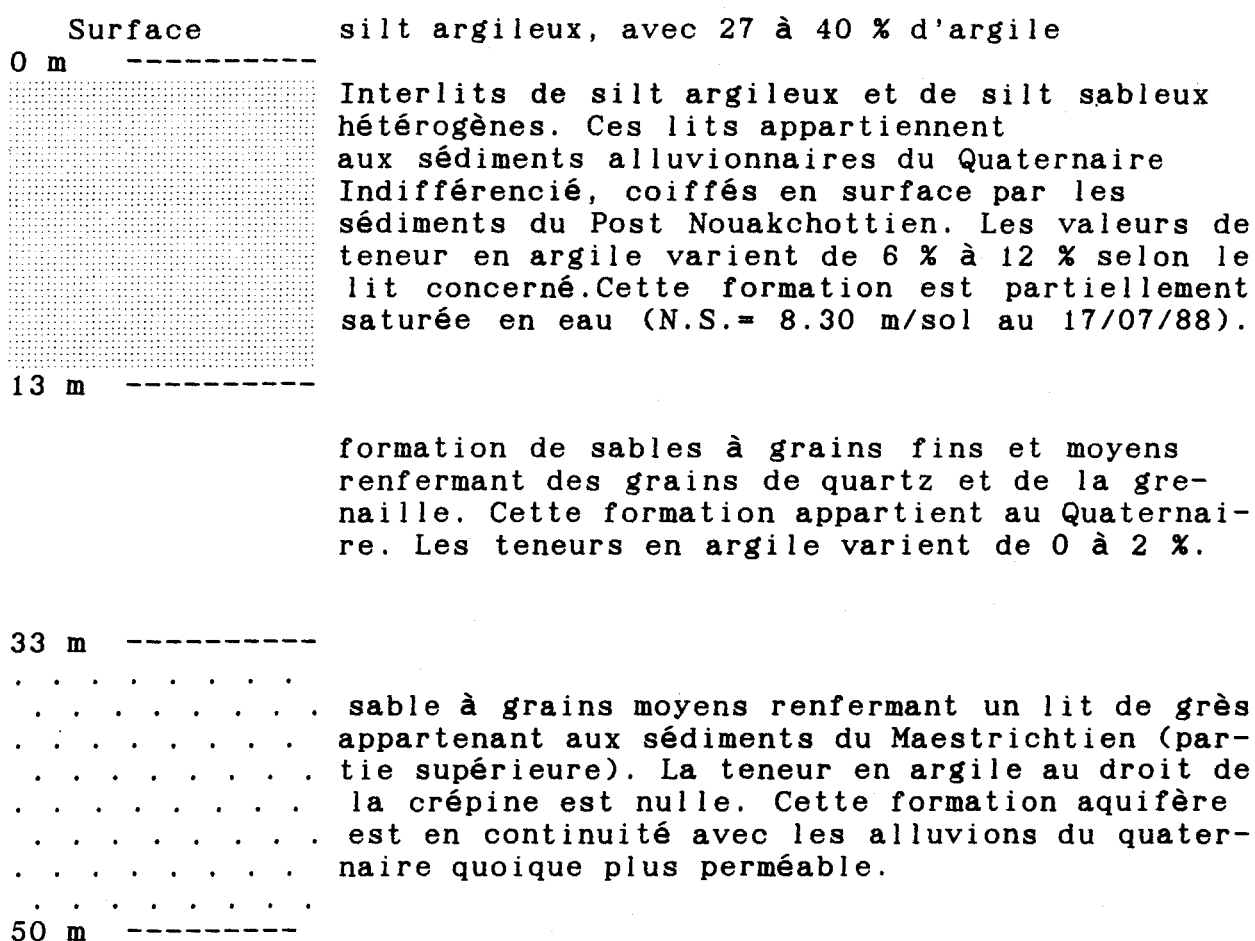 Surface silt argileux, avec 27 à 40 % d'argile
0 m ----------
Interlits de silt argileux et de silt sableux
hétérogènes. Ces lits appartiennent
aux sédiments alluvionnaires du Quaternaire
Indifférencié, coiffés en surface par les
sédiments du Post Nouakchottien. Les valeurs de
teneur en argile varient de 6 % à 12 % selon le
lit concerné.Cette formation est partiellement
saturée en eau (N.S.= 8.30 m/sol au 17/07/88).
13 m ----------
formation de sables à grains fins et moyens
renfermant des grains de quartz et de la gre-
naille. Cette formation appartient au Quaternai-
re. Les teneurs en argile varient de 0 à 2 %.
33 m ----------
sable à grains moyens renfermant un lit de grès
appartenant aux sédiments du Maestrichtien (par-
tie supérieure). La teneur en argile au droit de
la crépine est nulle. Cette formation aquifère
est en continuité avec les alluvions du quater-
naire quoique plus perméable.
50 m ---------